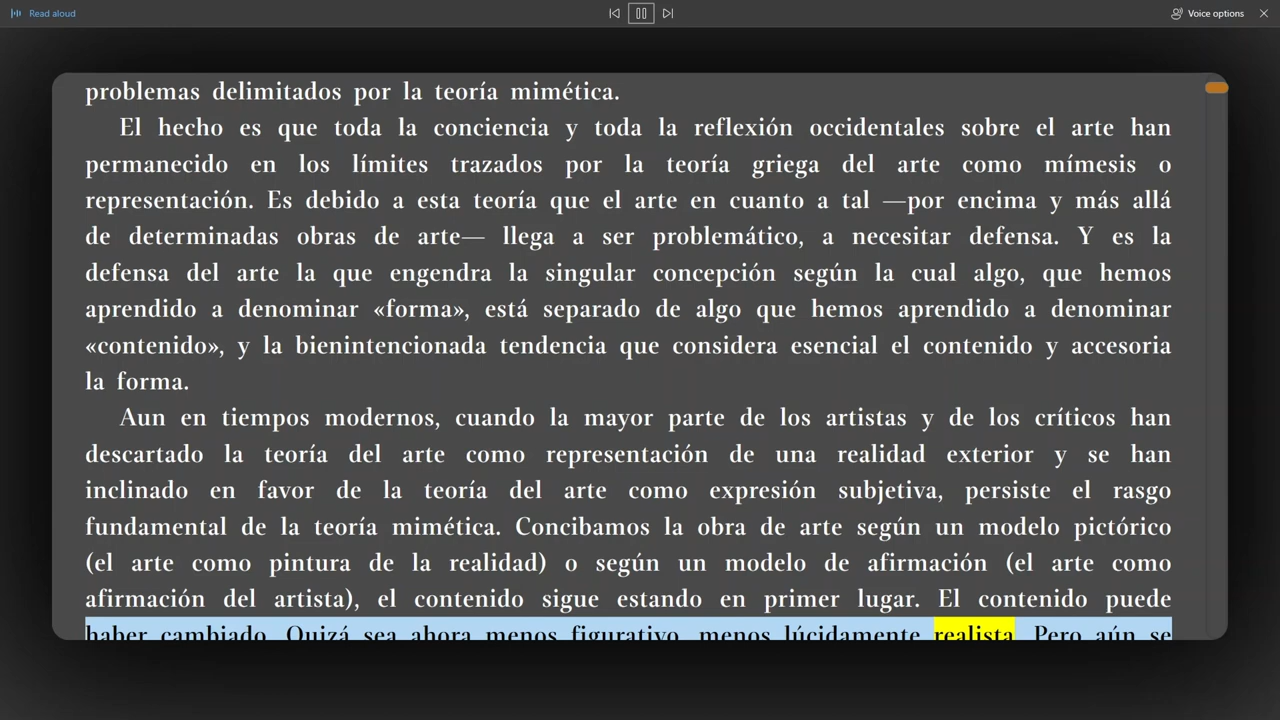 Read aloud
Voice options
problemas delimitados por la teoría mimética.
El hecho es que toda la conciencia y toda la reflexión occidentales sobre el arte han
permanecido en los límites trazados por la teoría griega del arte como mímesis o
representación. Es debido a esta teoría que el arte en cuanto a tal —por encima y más allá
de determinadas obras de arte— llega a ser problemático, a necesitar defensa. Y es la
defensa del arte la que engendra la singular concepción según la cual algo, que hemos
aprendido a denominar «forma», está separado de algo que hemos aprendido a denominar
«contenido», y la bienintencionada tendencia que considera esencial el contenido y accesoria
la forma.
Aun en tiempos modernos, cuando la mayor parte de los artistas y de los críticos han
descartado la teoría del arte como representación de una realidad exterior y se han
inclinado en favor de la teoría del arte como expresión subjetiva, persiste el rasgo
fundamental de la teoría mimética. Concibamos la obra de arte según un modelo pictórico
(el arte como pintura de la realidad) o según un modelo de afirmación (el arte como
afirmación del artista), el contenido sigue estando en primer lugar. El contenido puede
haber cambiado. Quizá sea ahora menos figurativo, menos lúcidamente realista. Pero aún se